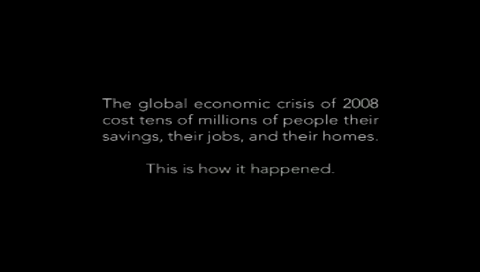 The global economic crisis of 2008
cost tens of millions of people their
savings, their jobs, and their homes.
This is how it happened.